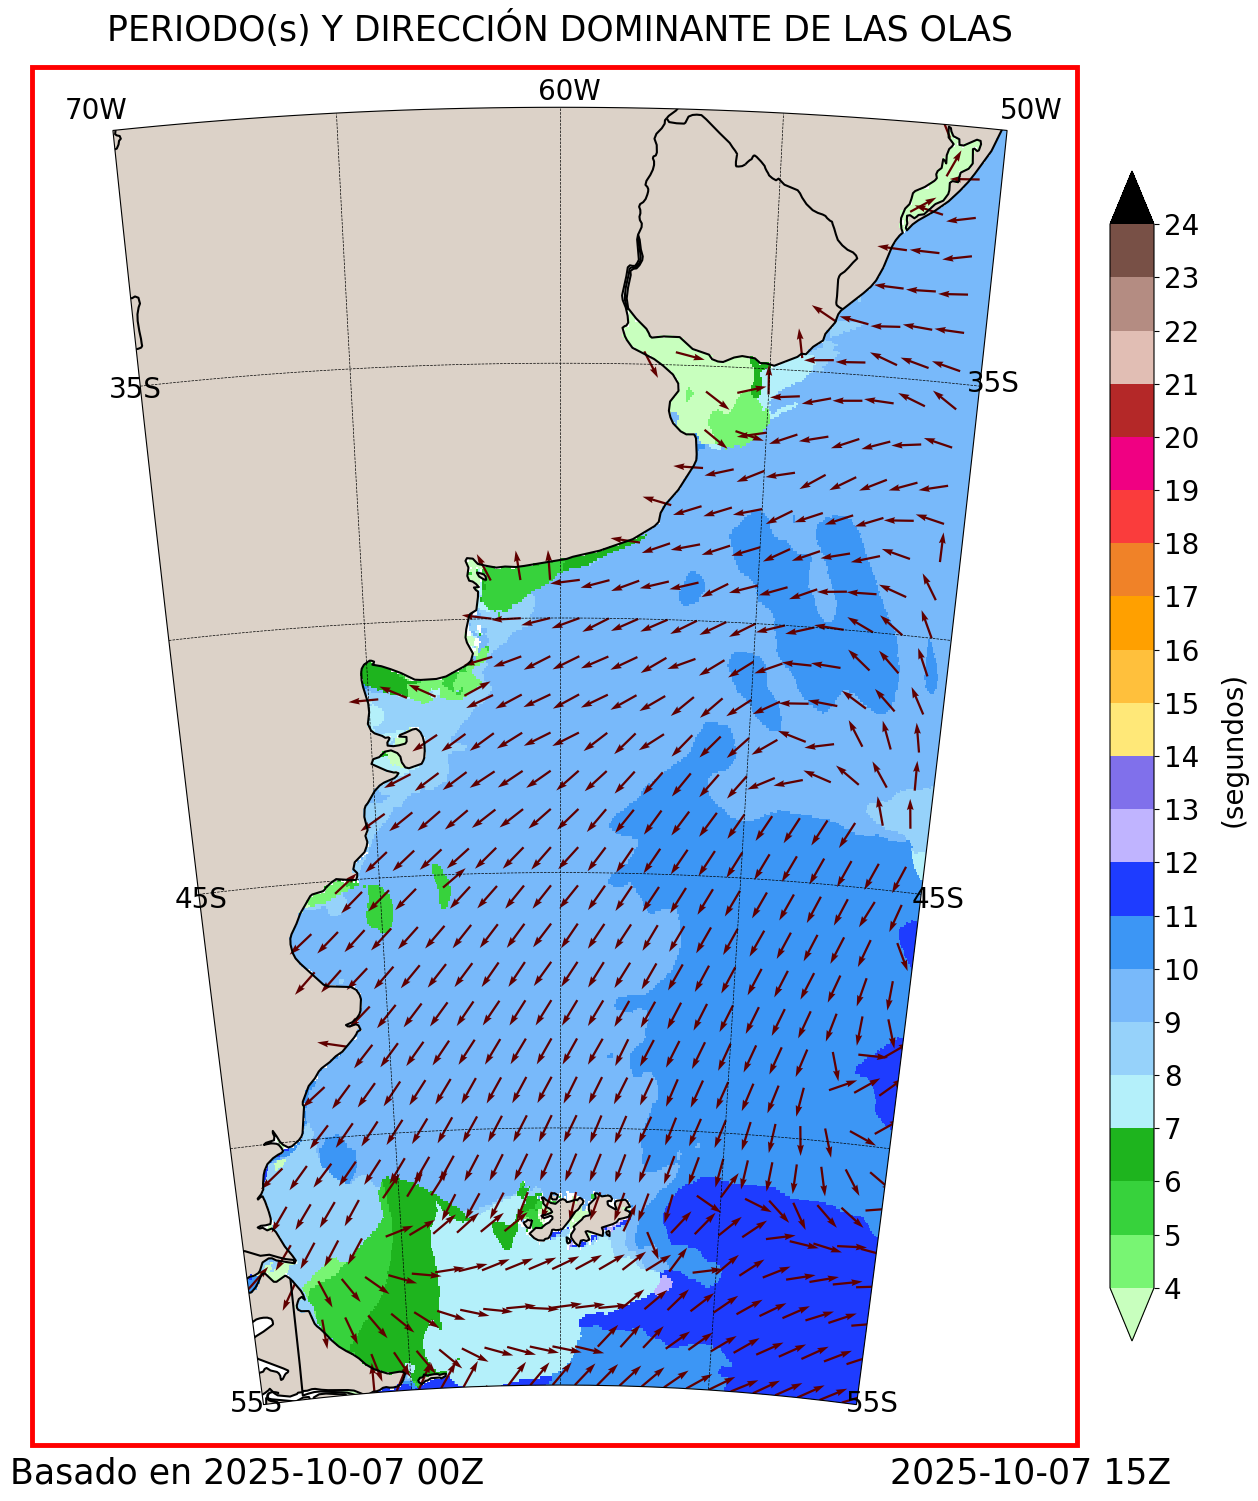 PERIODO(s) Y DIRECCIÓN DOMINANTE DE LAS OLAS
70W
60W
50W
35S
35S
45S
45S
55S
55S
24
23
22
21
20
19
18
17
16
15
14
13
12
11
10
9
8
7
6
5
4
(segundos)
Basado en 2025-10-07 00Z
2025-10-07 15Z